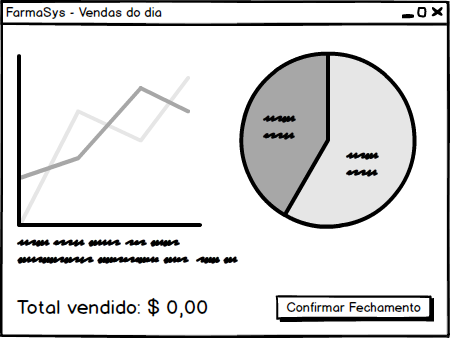 FarmaSys - Vendas do dia
Total vendido: $ 0,00
Confirmar Fechamento